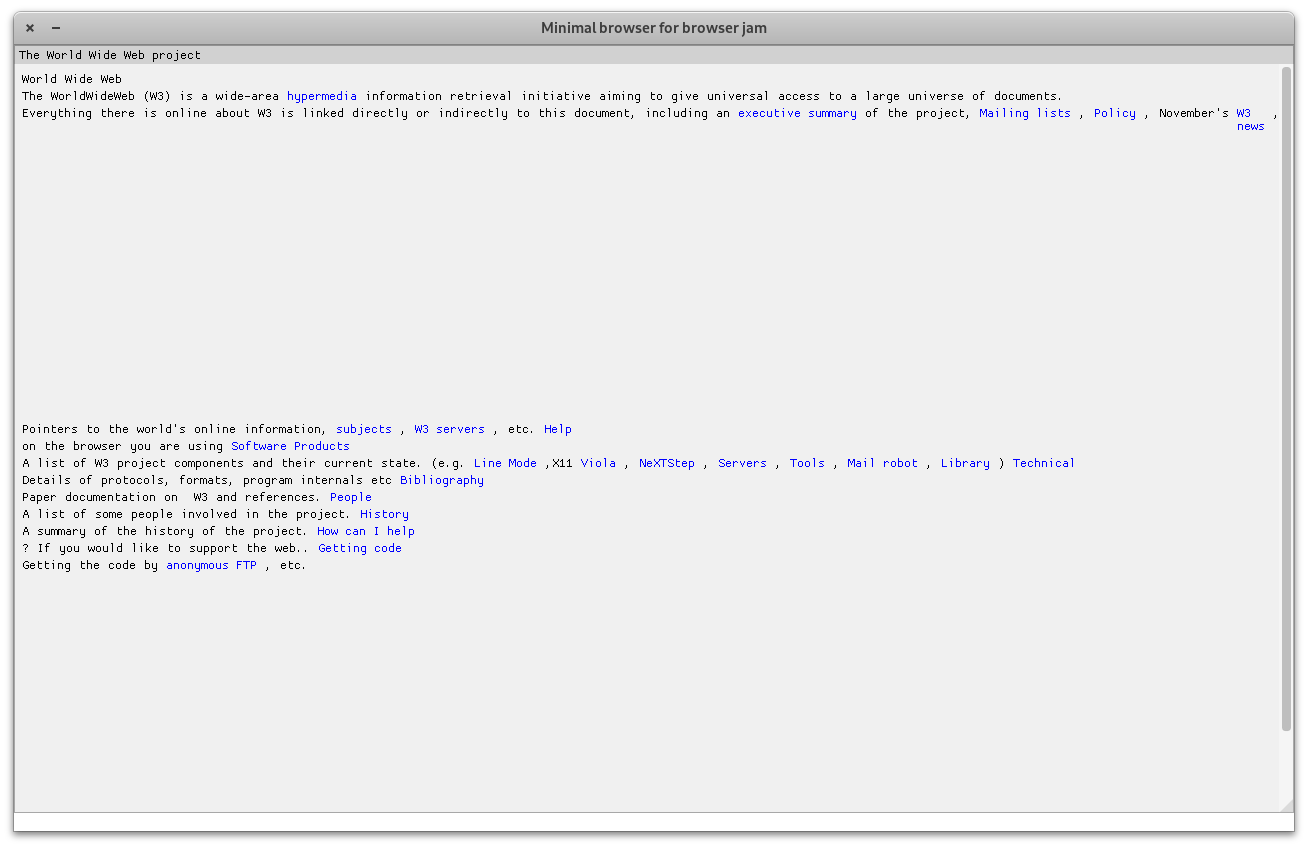 Minimal browser for browser jam
The World Wide Web project
World Wide Web
The WorldWideWeb (W3) is a wide-area hypermedia information retrieval initiative aiming to give universal access to a large universe of documents.
Everything there is online about W3 is linked directly or indirectly to this document, including an executive summary of the project, Mailing lists , Policy , November's W3 ,
news
Pointers to the world's online information, subjects , W3 servers , etc. Help
on the browser you are using Software Products
A list of W3 project components and their current state. (e.g. Line Mode ,X11 Viola , NeXTStep , Servers , Tools , Mail robot , Library ) Technical
Details of protocols, formats, program internals etc Bibliography
Paper documentation on  W3 and references. People
A list of some people involved in the project. History
A summary of the history of the project. How can I help
? If you would like to support the web.. Getting code
Getting the code by anonymous FTP , etc.